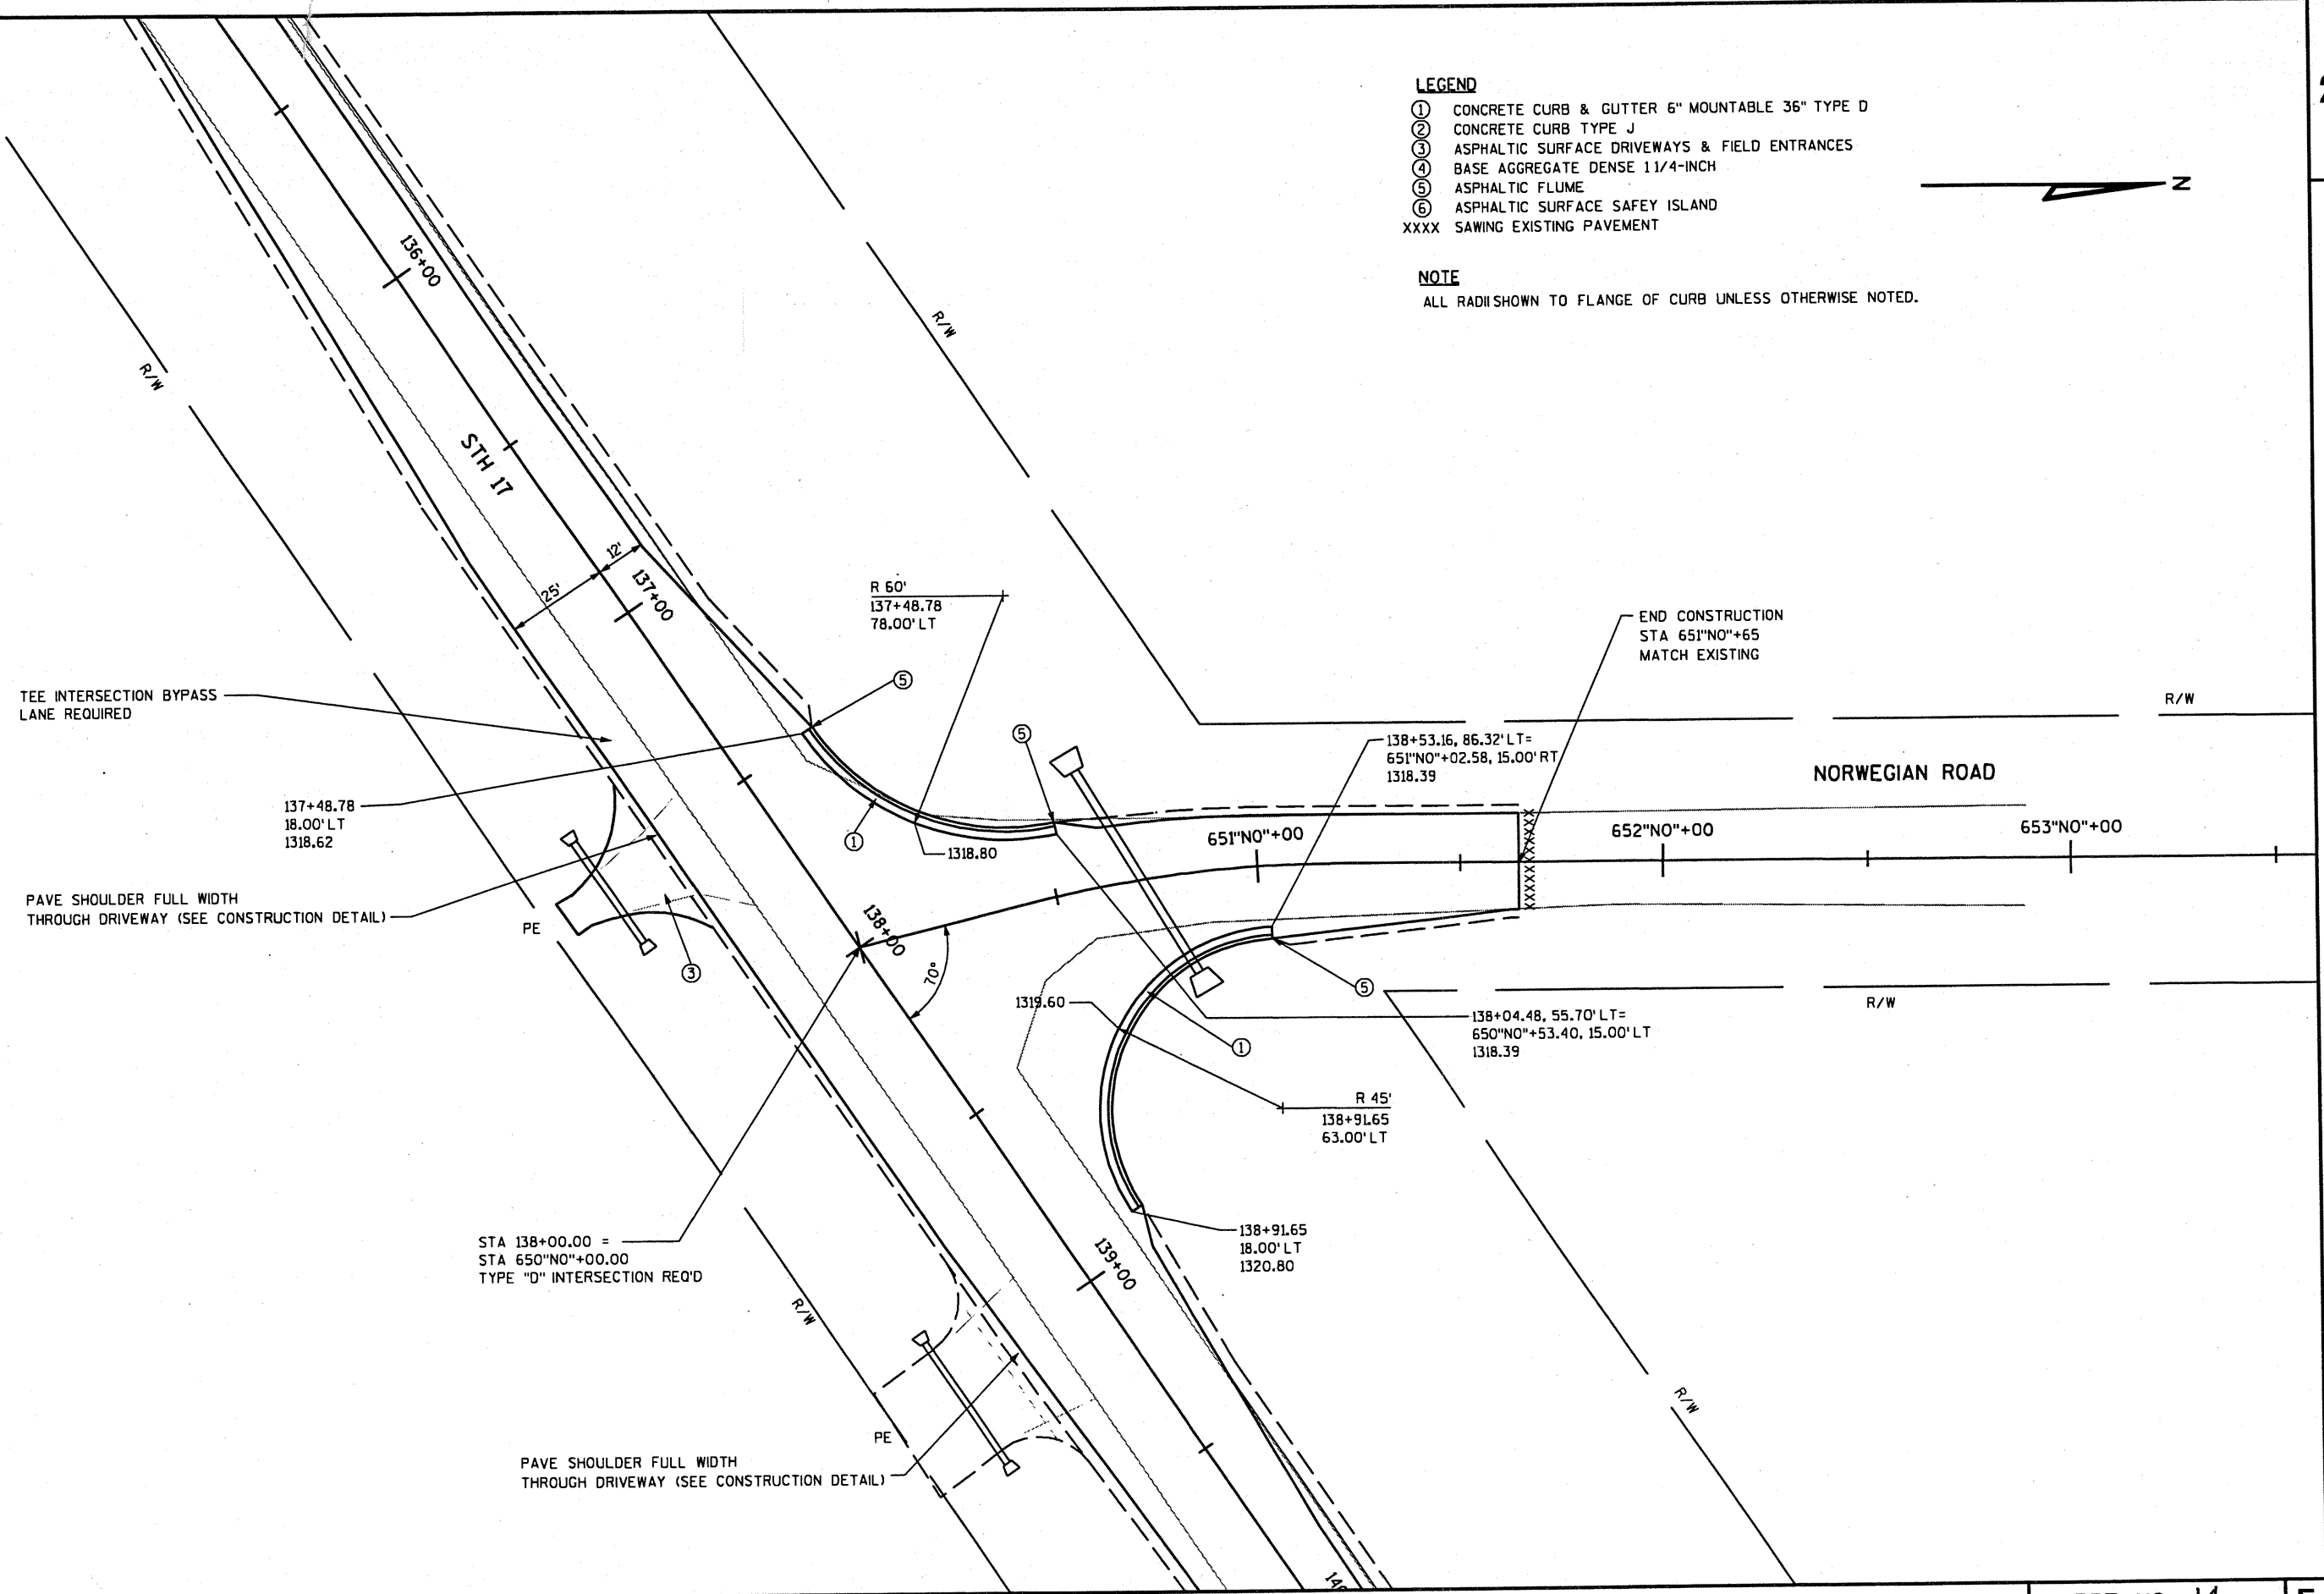 LEGEND
① CONCRETE CURB & GUTTER 6" MOUNTABLE 36" TYPE D
② CONCRETE CURB TYPE J
③ ASPHALTIC SURFACE DRIVEWAYS & FIELD ENTRANCES
④ BASE AGGREGATE DENSE 1 1/4-INCH
⑤ ASPHALTIC FLUME
⑥ ASPHALTIC SURFACE SAFEY ISLAND
XXXX SAWING EXISTING PAVEMENT
N
NOTE
ALL RADII SHOWN TO FLANGE OF CURB UNLESS OTHERWISE NOTED.
136+00
R/W
R/W
STH 17
12'
25'
137+00
R 60'
137+48.78
78.00' LT
END CONSTRUCTION
STA 651"NO"+65
MATCH EXISTING
TEE INTERSECTION BYPASS
LANE REQUIRED
⑤
R/W
⑤
138+53.16, 86.32' LT=
651"NO"+02.58, 15.00' RT
1318.39
NORWEGIAN ROAD
137+48.78
18.00' LT
1318.62
①
1318.80
651"NO"+00
652"NO"+00
653"NO"+00
PAVE SHOULDER FULL WIDTH
THROUGH DRIVEWAY (SEE CONSTRUCTION DETAIL)
PE
③
138+00
70°
⑤
1319.60
R/W
138+04.48, 55.70' LT=
650"NO"+53.40, 15.00' LT
1318.39
①
R 45'
138+91.65
63.00' LT
STA 138+00.00 =
STA 650"NO"+00.00
TYPE "D" INTERSECTION REQ'D
138+91.65
18.00' LT
1320.80
139+00
R/W
R/W
PE
PAVE SHOULDER FULL WIDTH
THROUGH DRIVEWAY (SEE CONSTRUCTION DETAIL)